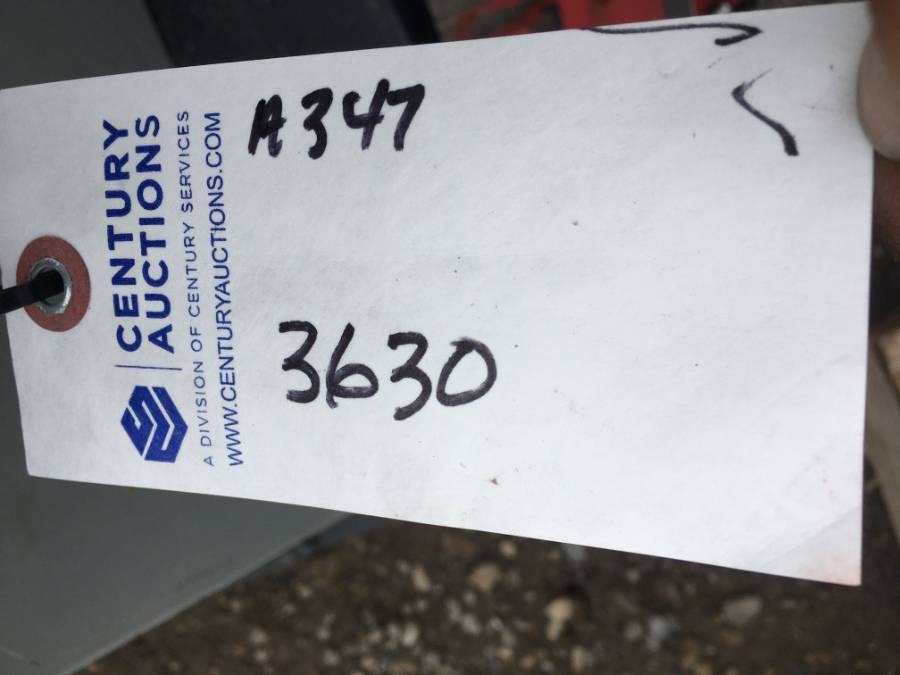 CENTURY
AUCTIONS
A DIVISION OF CENTURY SERVICES
WWW.CENTURYAUCTIONS.COM
A347
3630